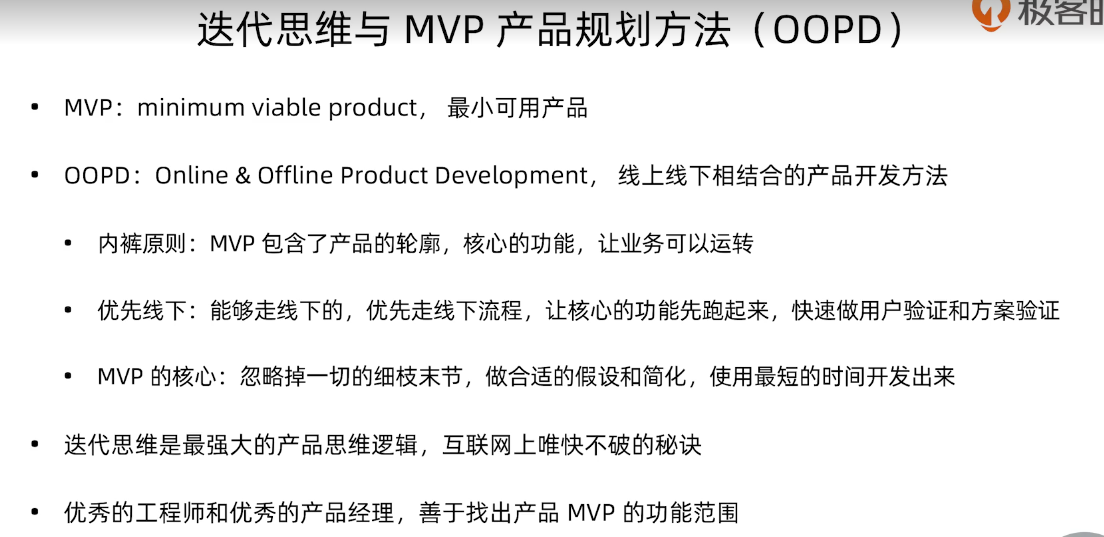 迭代思维与 MVP 产品规划方法（OOPD）
极客时
• MVP：minimum viable product， 最小可用产品
• OOPD：Online & Offline Product Development， 线上线下相结合的产品开发方法
• 内裤原则：MVP 包含了产品的轮廓，核心的功能，让业务可以运转
• 优先线下：能够走线下的，优先走线下流程，让核心的功能先跑起来，快速做用户验证和方案验证
• MVP 的核心：忽略掉一切的细枝末节，做合适的假设和简化，使用最短的时间开发出来
• 迭代思维是最强大的产品思维逻辑，互联网上唯快不破的秘诀
• 优秀的工程师和优秀的产品经理，善于找出产品 MVP 的功能范围